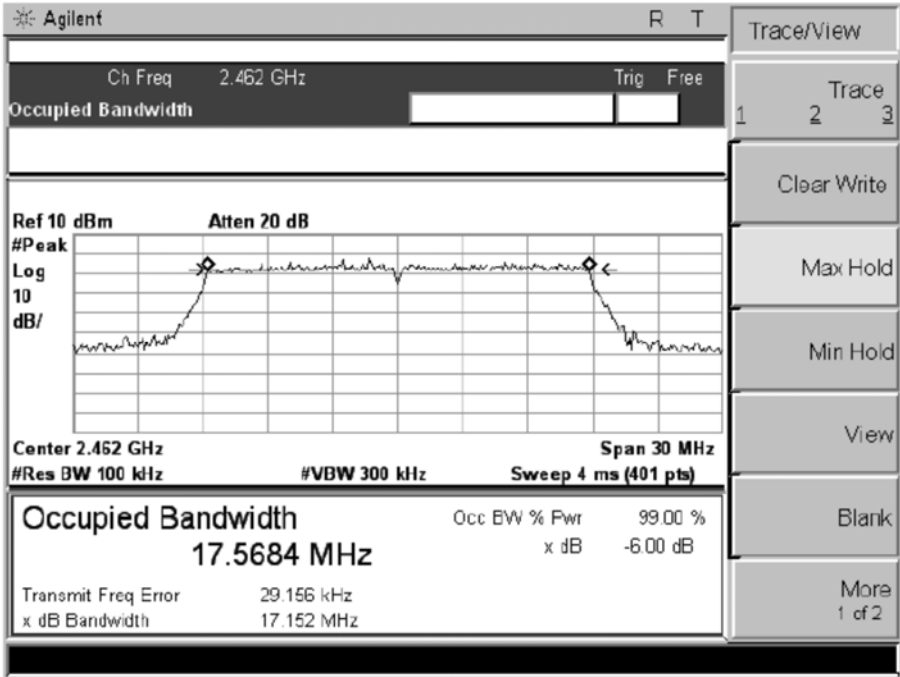 Agilent R T
Ch Freq 2.462 GHz Trig Free
Occupied Bandwidth
Ref 10 dBm Atten 20 dB
#Peak
Log
10
dB/
Center 2.462 GHz Span 30 MHz
#Res BW 100 kHz #VBW 300 kHz Sweep 4 ms (401 pts)
Occupied Bandwidth
17.5684 MHz
Occ BW % Pwr 99.00 %
x dB -6.00 dB
Transmit Freq Error 29.156 kHz
x dB Bandwidth 17.152 MHz
Trace/View
Trace
1 2 3
Clear Write
Max Hold
Min Hold
View
Blank
More
1 of 2